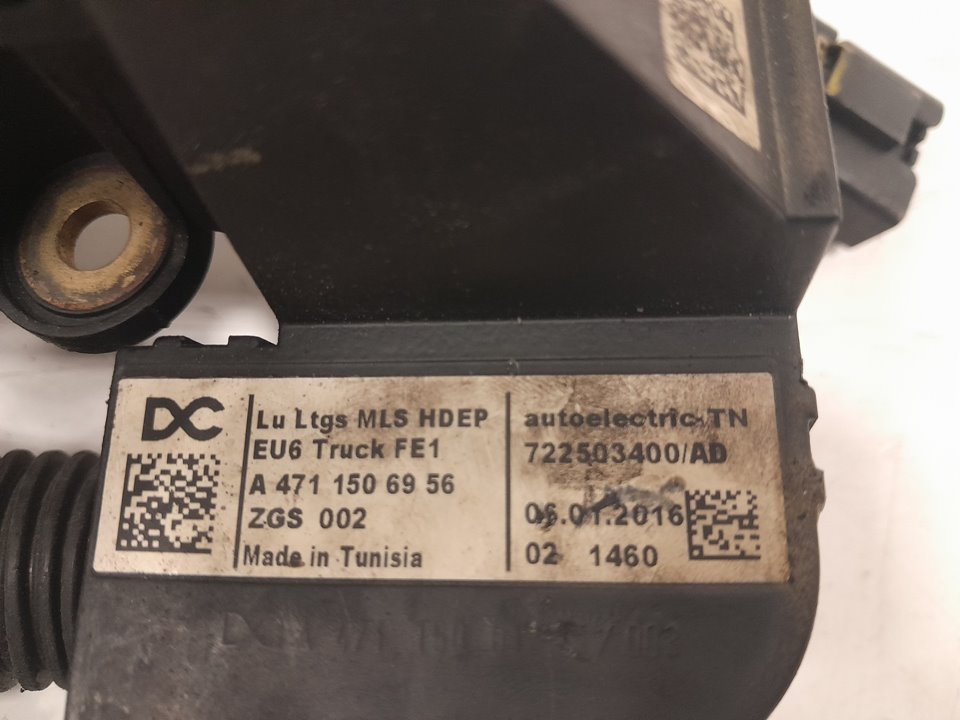 DC
Lu Ltgs MLS HDEP
EU6 Truck FE1
A 471 150 69 56
ZGS 002
Made in Tunisia
autoelectric-TN
722503400/AD
06.01.2016
02 1460